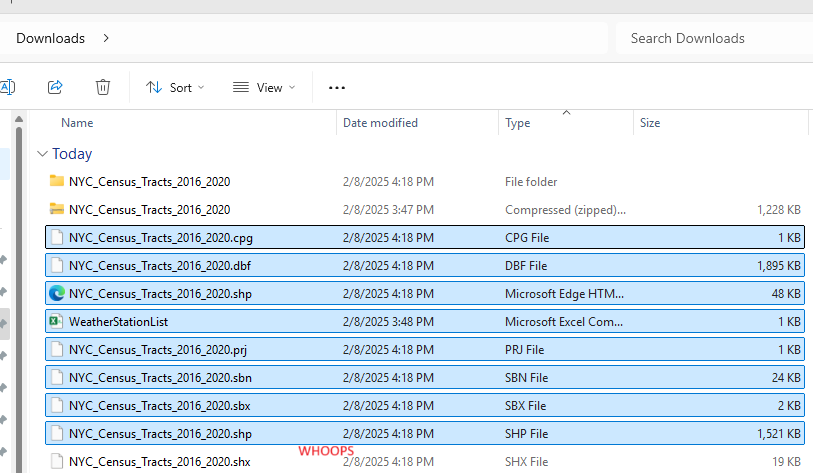 Downloads >
Search Downloads
Sort
View
Name Date modified Type Size
Today
NYC_Census_Tracts_2016_2020 2/8/2025 4:18 PM File folder
NYC_Census_Tracts_2016_2020 2/8/2025 3:47 PM Compressed (zipped)... 1,228 KB
NYC_Census_Tracts_2016_2020.cpg 2/8/2025 4:18 PM CPG File 1 KB
NYC_Census_Tracts_2016_2020.dbf 2/8/2025 4:18 PM DBF File 1,895 KB
NYC_Census_Tracts_2016_2020.shp 2/8/2025 4:18 PM Microsoft Edge HTM... 48 KB
WeatherStationList 2/8/2025 3:48 PM Microsoft Excel Com... 1 KB
NYC_Census_Tracts_2016_2020.prj 2/8/2025 4:18 PM PRJ File 1 KB
NYC_Census_Tracts_2016_2020.sbn 2/8/2025 4:18 PM SBN File 24 KB
NYC_Census_Tracts_2016_2020.sbx 2/8/2025 4:18 PM SBX File 2 KB
NYC_Census_Tracts_2016_2020.shp 2/8/2025 4:18 PM SHP File 1,521 KB
WHOOPS
NYC_Census_Tracts_2016_2020.shx 2/8/2025 4:18 PM SHX File 19 KB